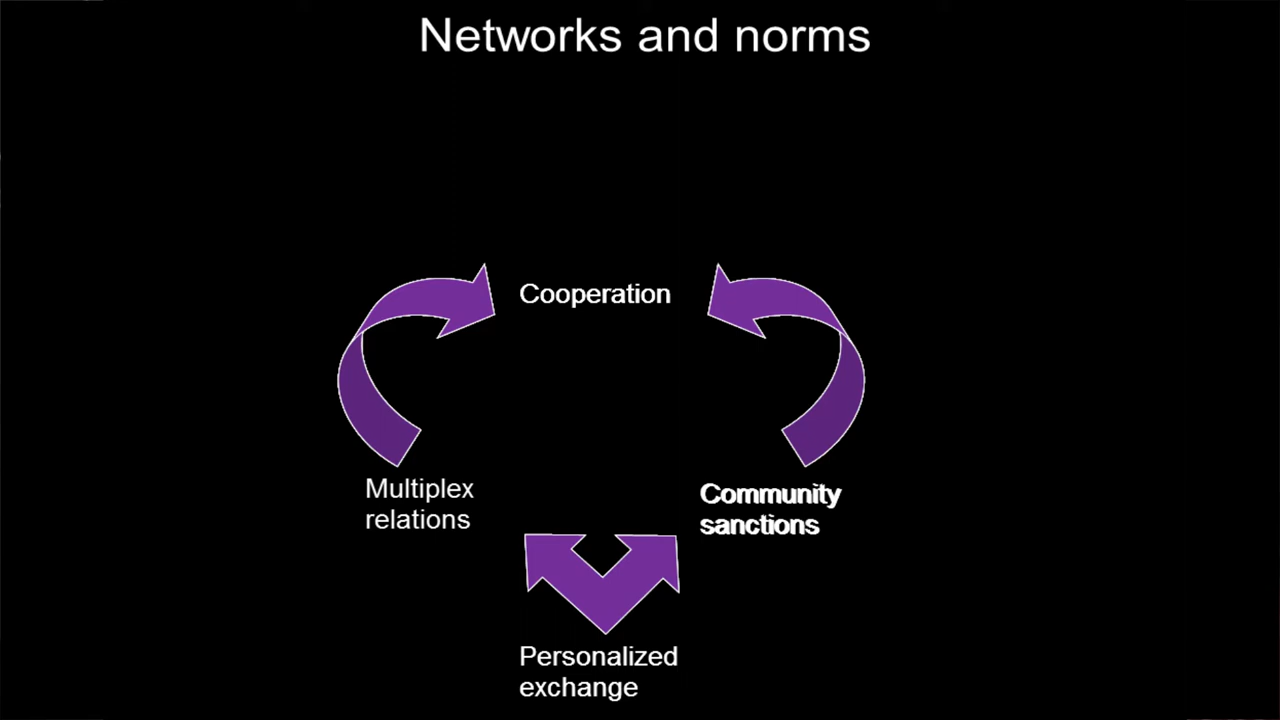 Networks and norms
Cooperation
Multiplex
relations
Community
sanctions
Personalized
exchange